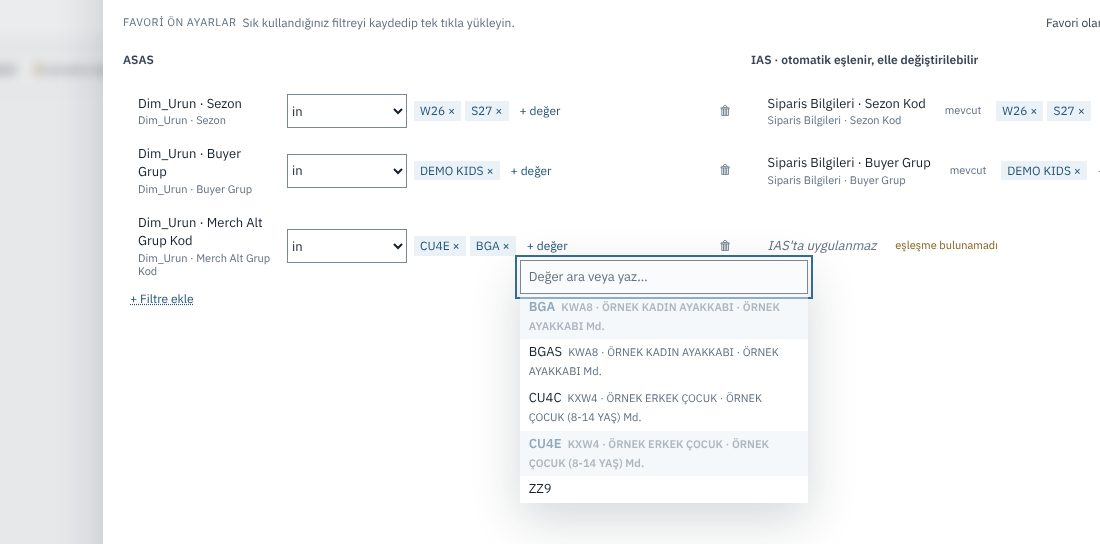 FAVORİ ÖN AYARLAR Sık kullandığınız filtreyi kaydedip tek tıkla yükleyin.
Favori olar
ASAS
IAS · otomatik eşlenir, elle değiştirilebilir
Dim_Urun · Sezon
Dim_Urun · Sezon
in
W26 × S27 × + değer
Siparis Bilgileri · Sezon Kod
Siparis Bilgileri · Sezon Kod
mevcut
W26 × S27 ×
Dim_Urun · Buyer
Grup
Dim_Urun · Buyer Grup
in
DEMO KIDS × + değer
Siparis Bilgileri · Buyer Grup
Siparis Bilgileri · Buyer Grup
mevcut
DEMO KIDS ×
Dim_Urun · Merch Alt
Grup Kod
Dim_Urun · Merch Alt Grup
Kod
in
CU4E × BGA × + değer
IAS'ta uygulanmaz
eşleşme bulunamadı
+ Filtre ekle
Değer ara veya yaz...
BGA KWA8 · ÖRNEK KADIN AYAKKABI · ÖRNEK
AYAKKABI Md.
BGAS KWA8 · ÖRNEK KADIN AYAKKABI · ÖRNEK
AYAKKABI Md.
CU4C KXW4 · ÖRNEK ERKEK ÇOCUK · ÖRNEK
ÇOCUK (8-14 YAŞ) Md.
CU4E KXW4 · ÖRNEK ERKEK ÇOCUK · ÖRNEK
ÇOCUK (8-14 YAŞ) Md.
ZZ9